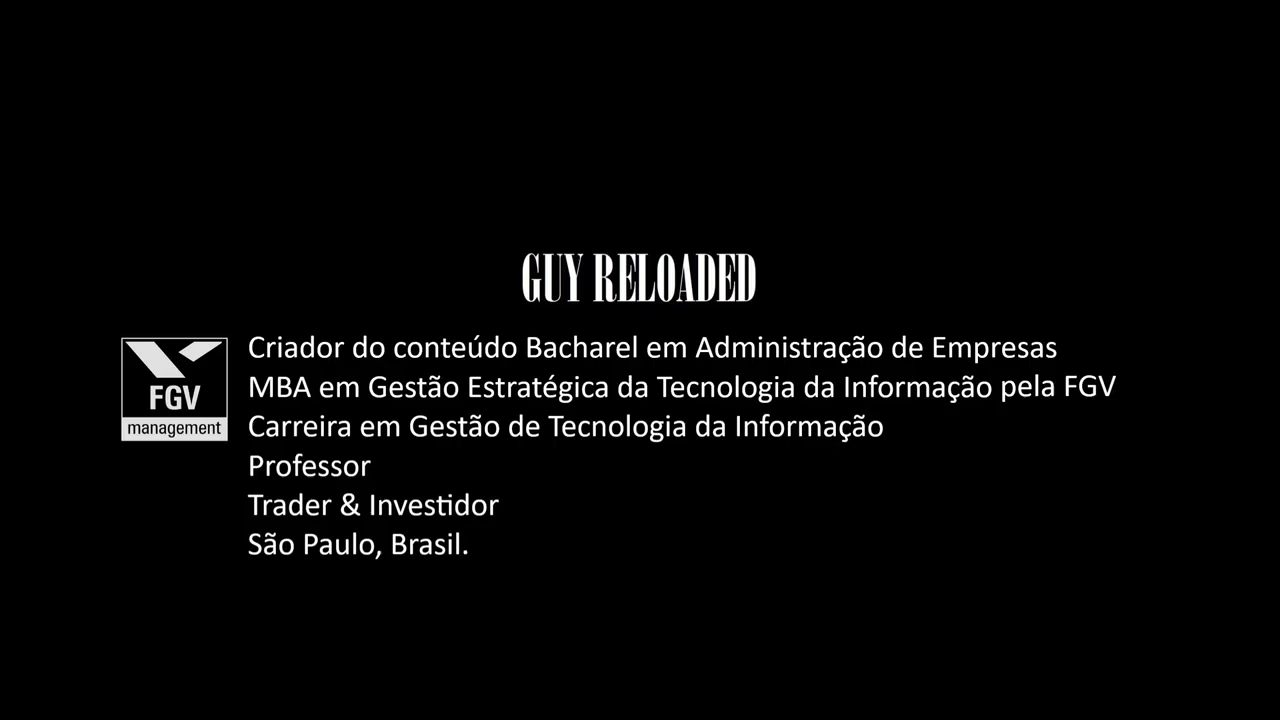 GUY RELOADED
Criador do conteúdo Bacharel em Administração de Empresas
MBA em Gestão Estratégica da Tecnologia da Informação pela FGV
Carreira em Gestão de Tecnologia da Informação
Professor
Trader & Investidor
São Paulo, Brasil.
FGV
management